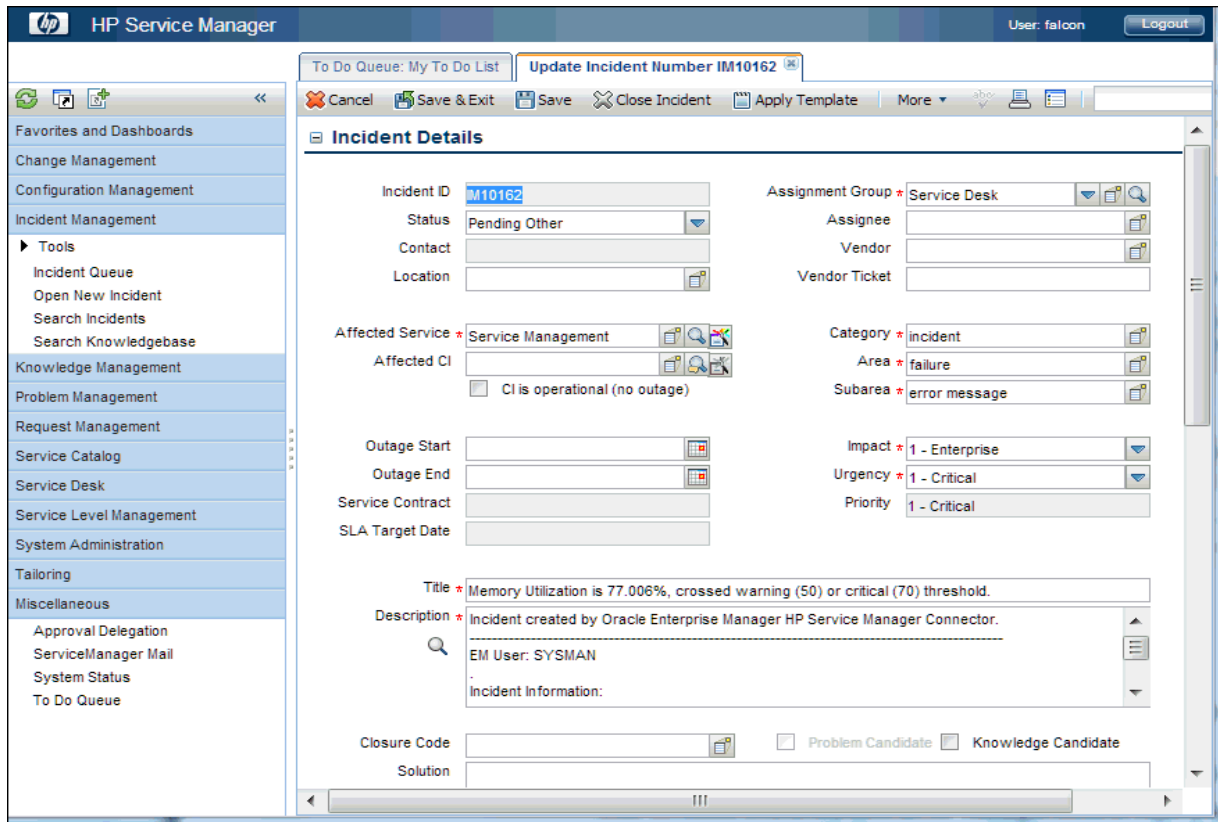 hp HP Service Manager User: falcon Logout
To Do Queue: My To Do List Update Incident Number IM10162
Cancel Save & Exit Save Close Incident Apply Template More abc
Favorites and Dashboards
Change Management
Configuration Management
Incident Management
Tools
Incident Queue
Open New Incident
Search Incidents
Search Knowledgebase
Knowledge Management
Problem Management
Request Management
Service Catalog
Service Desk
Service Level Management
System Administration
Tailoring
Miscellaneous
Approval Delegation
ServiceManager Mail
System Status
To Do Queue
Incident Details
Incident ID IM10162
Status Pending Other
Contact
Location
Assignment Group * Service Desk
Assignee
Vendor
Vendor Ticket
Affected Service * Service Management
Affected CI
CI is operational (no outage)
Category * incident
Area * failure
Subarea * error message
Outage Start
Outage End
Service Contract
SLA Target Date
Impact * 1 - Enterprise
Urgency * 1 - Critical
Priority 1 - Critical
Title * Memory Utilization is 77.006%, crossed warning (50) or critical (70) threshold.
Description * Incident created by Oracle Enterprise Manager HP Service Manager Connector.
--------------------------------------------------------------------------------
EM User: SYSMAN
.
Incident Information:
Closure Code
Problem Candidate Knowledge Candidate
Solution